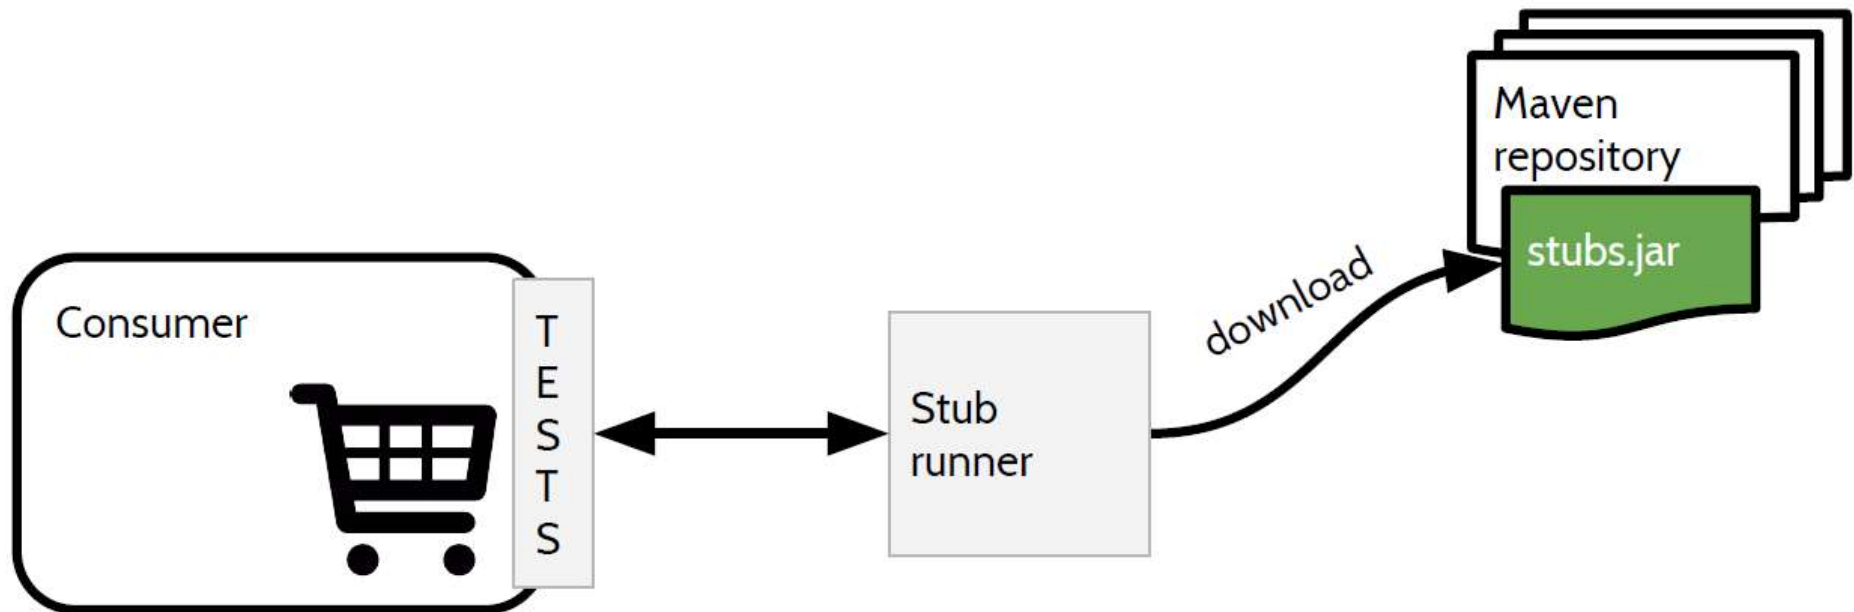 Maven
repository
stubs.jar
download
Consumer
T
E
S
T
S
Stub
runner